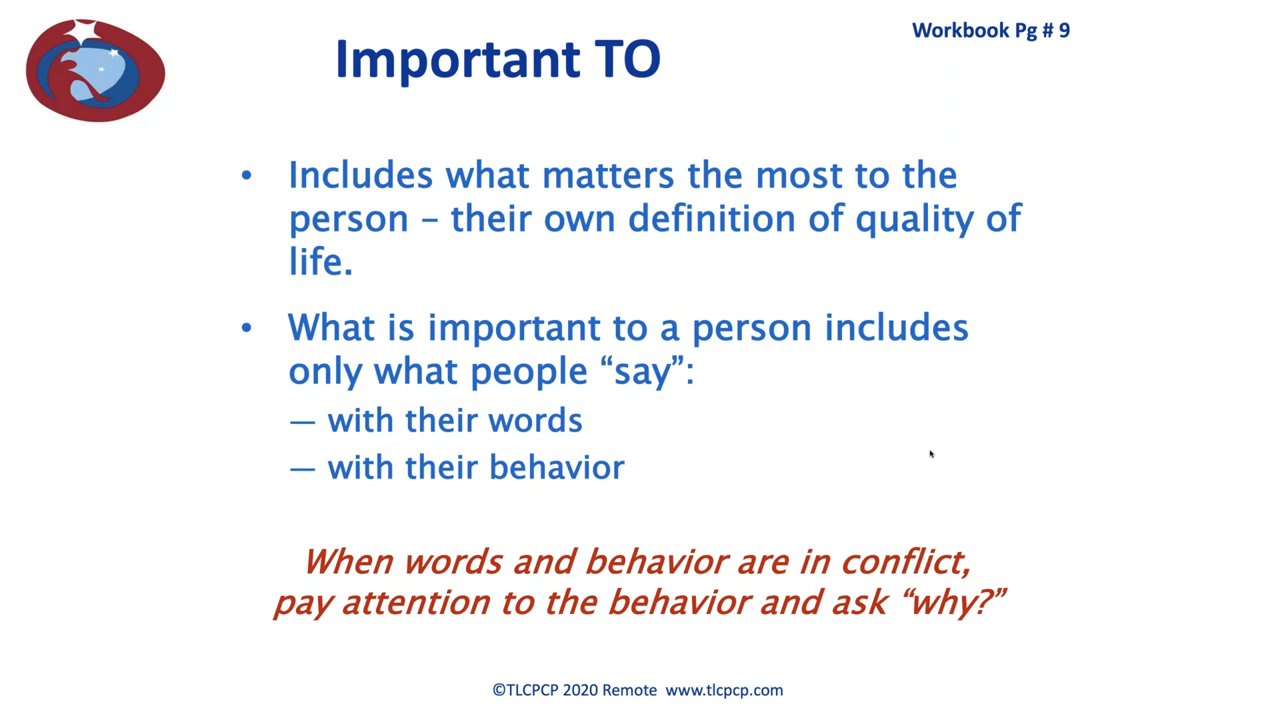 Workbook Pg # 9
Important TO
• Includes what matters the most to the
person – their own definition of quality of
life.
• What is important to a person includes
only what people “say”:
— with their words
— with their behavior
When words and behavior are in conflict,
pay attention to the behavior and ask “why?”
©TLCPCP 2020 Remote www.tlcpcp.com